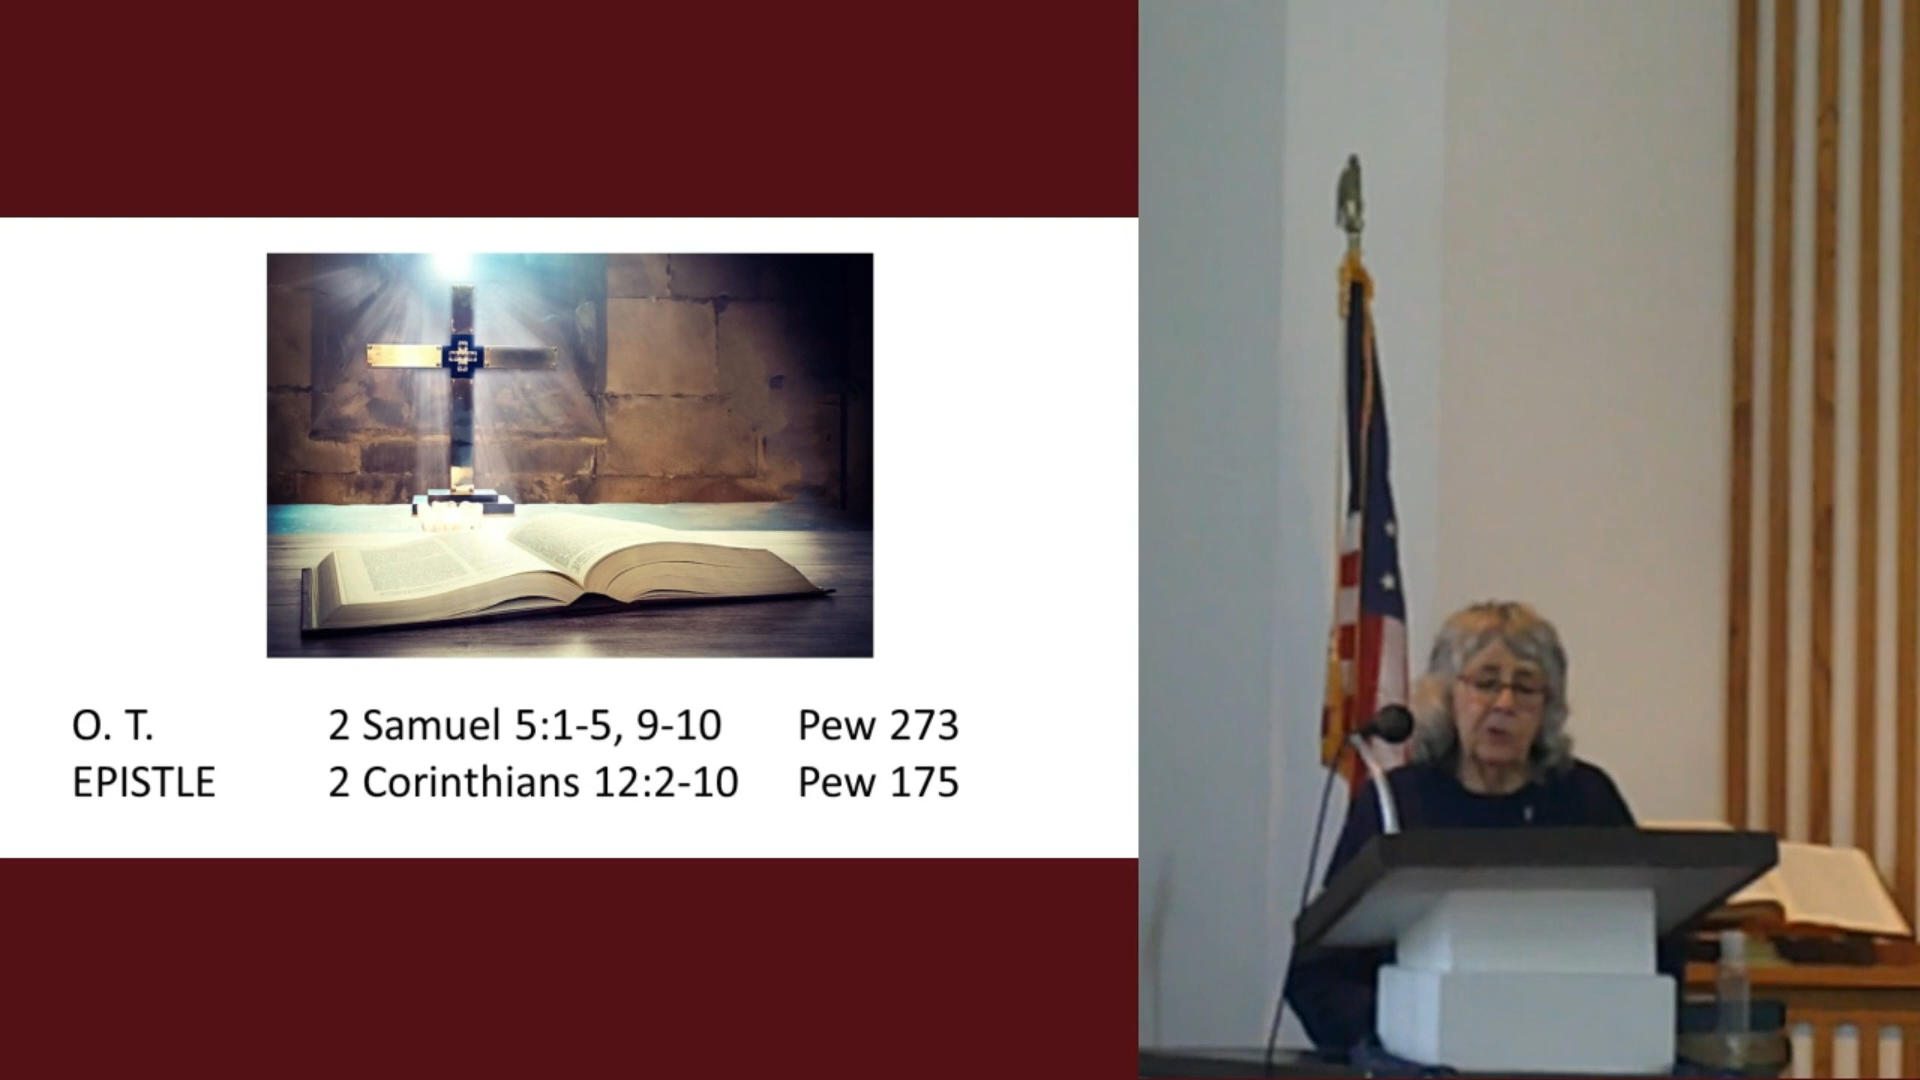 O. T. 2 Samuel 5:1-5, 9-10 Pew 273
EPISTLE 2 Corinthians 12:2-10 Pew 175